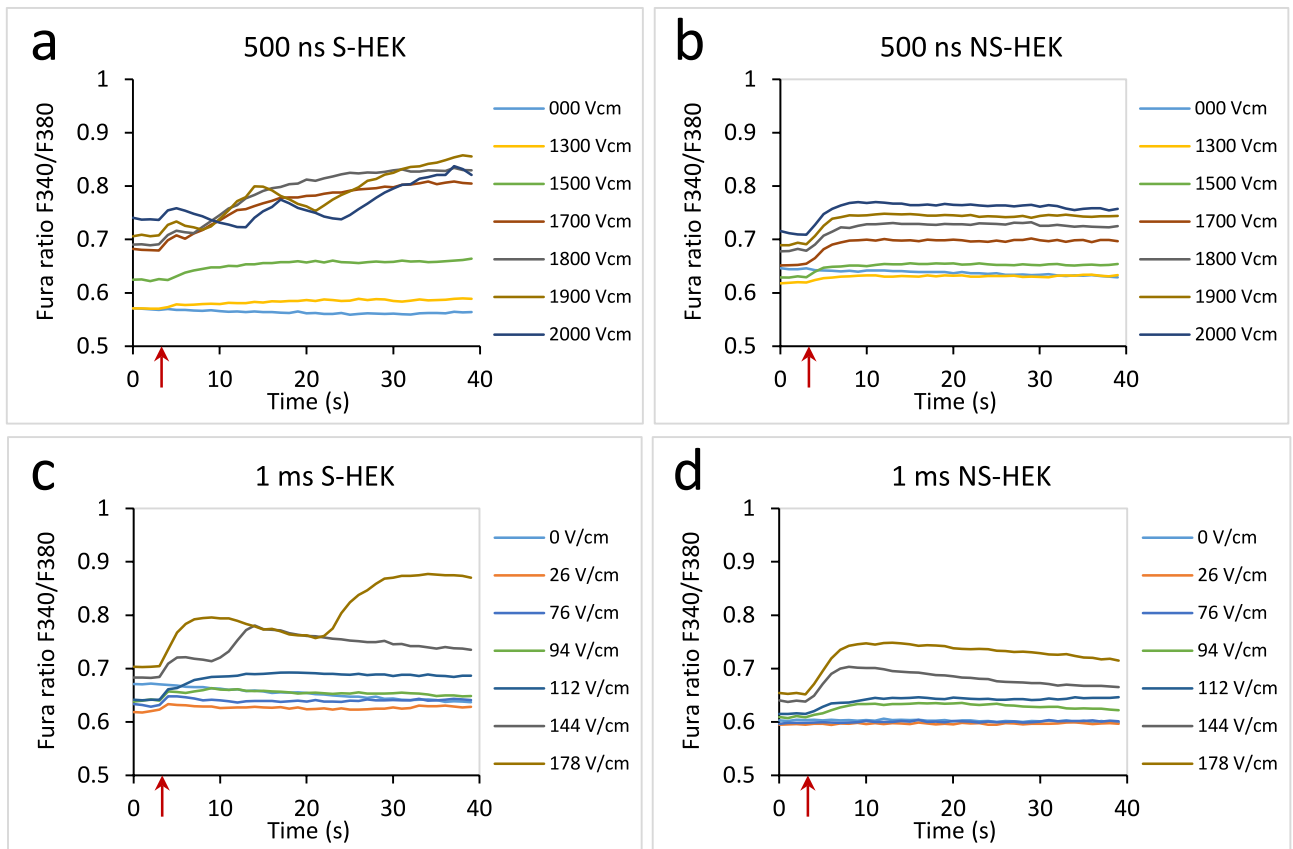 a
500 ns S-HEK
Fura ratio F340/F380
1
0.9
0.8
0.7
0.6
0.5
0 10 20 30 40
Time (s)
000 Vcm
1300 Vcm
1500 Vcm
1700 Vcm
1800 Vcm
1900 Vcm
2000 Vcm
b
500 ns NS-HEK
Fura ratio F340/F380
1
0.9
0.8
0.7
0.6
0.5
0 10 20 30 40
Time (s)
000 Vcm
1300 Vcm
1500 Vcm
1700 Vcm
1800 Vcm
1900 Vcm
2000 Vcm
c
1 ms S-HEK
Fura ratio F340/F380
1
0.9
0.8
0.7
0.6
0.5
0 10 20 30 40
Time (s)
0 V/cm
26 V/cm
76 V/cm
94 V/cm
112 V/cm
144 V/cm
178 V/cm
d
1 ms NS-HEK
Fura ratio F340/F380
1
0.9
0.8
0.7
0.6
0.5
0 10 20 30 40
Time (s)
0 V/cm
26 V/cm
76 V/cm
94 V/cm
112 V/cm
144 V/cm
178 V/cm